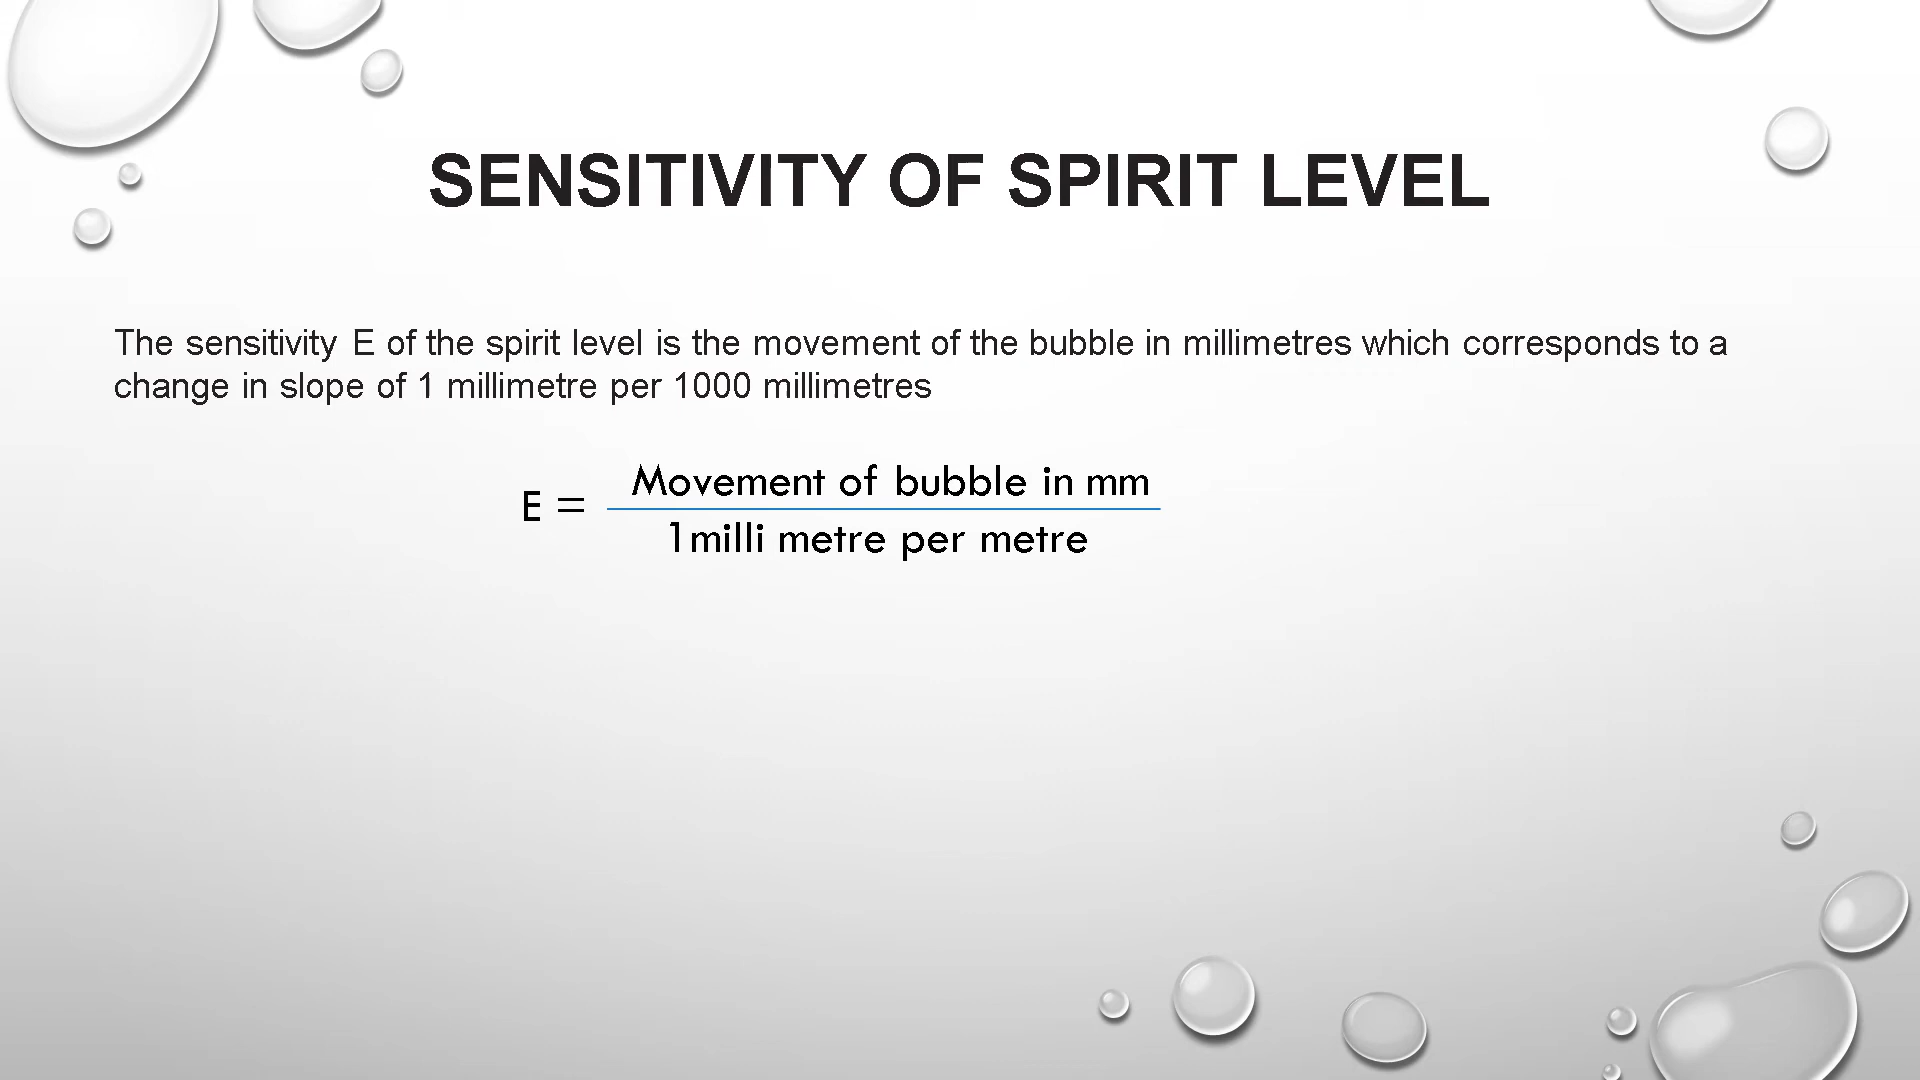 SENSITIVITY OF SPIRIT LEVEL
The sensitivity E of the spirit level is the movement of the bubble in millimetres which corresponds to a
change in slope of 1 millimetre per 1000 millimetres
Movement of bubble in mm
E =
1milli metre per metre